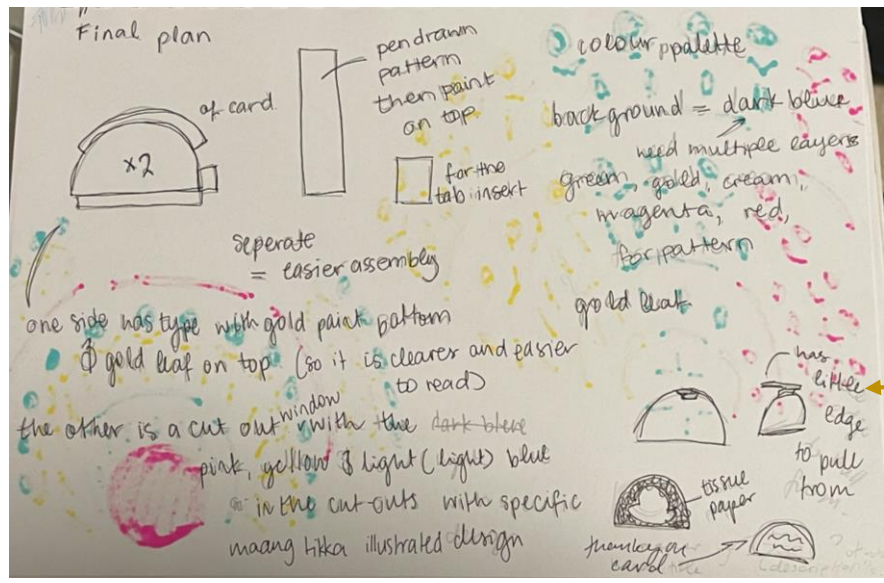 Final plan
of card
×2
pen drawn
pattern
then paint
on top
for the
tab insert
seperate
= easier assembly
colour ppalette
background = dark blue
need multiple layers
green, gold, cream,
magenta, red,
for pattern
gold leaf
one side has type with gold paint bottom
& gold leaf on top (so it is clearer and easier
to read)
the other is a cut out window with the dark blue
pink, yellow & light (light) blue
in the cut-outs with specific
maang tikka illustrated design
has
little
edge
to pull
from
tissue
paper
thankyou
card